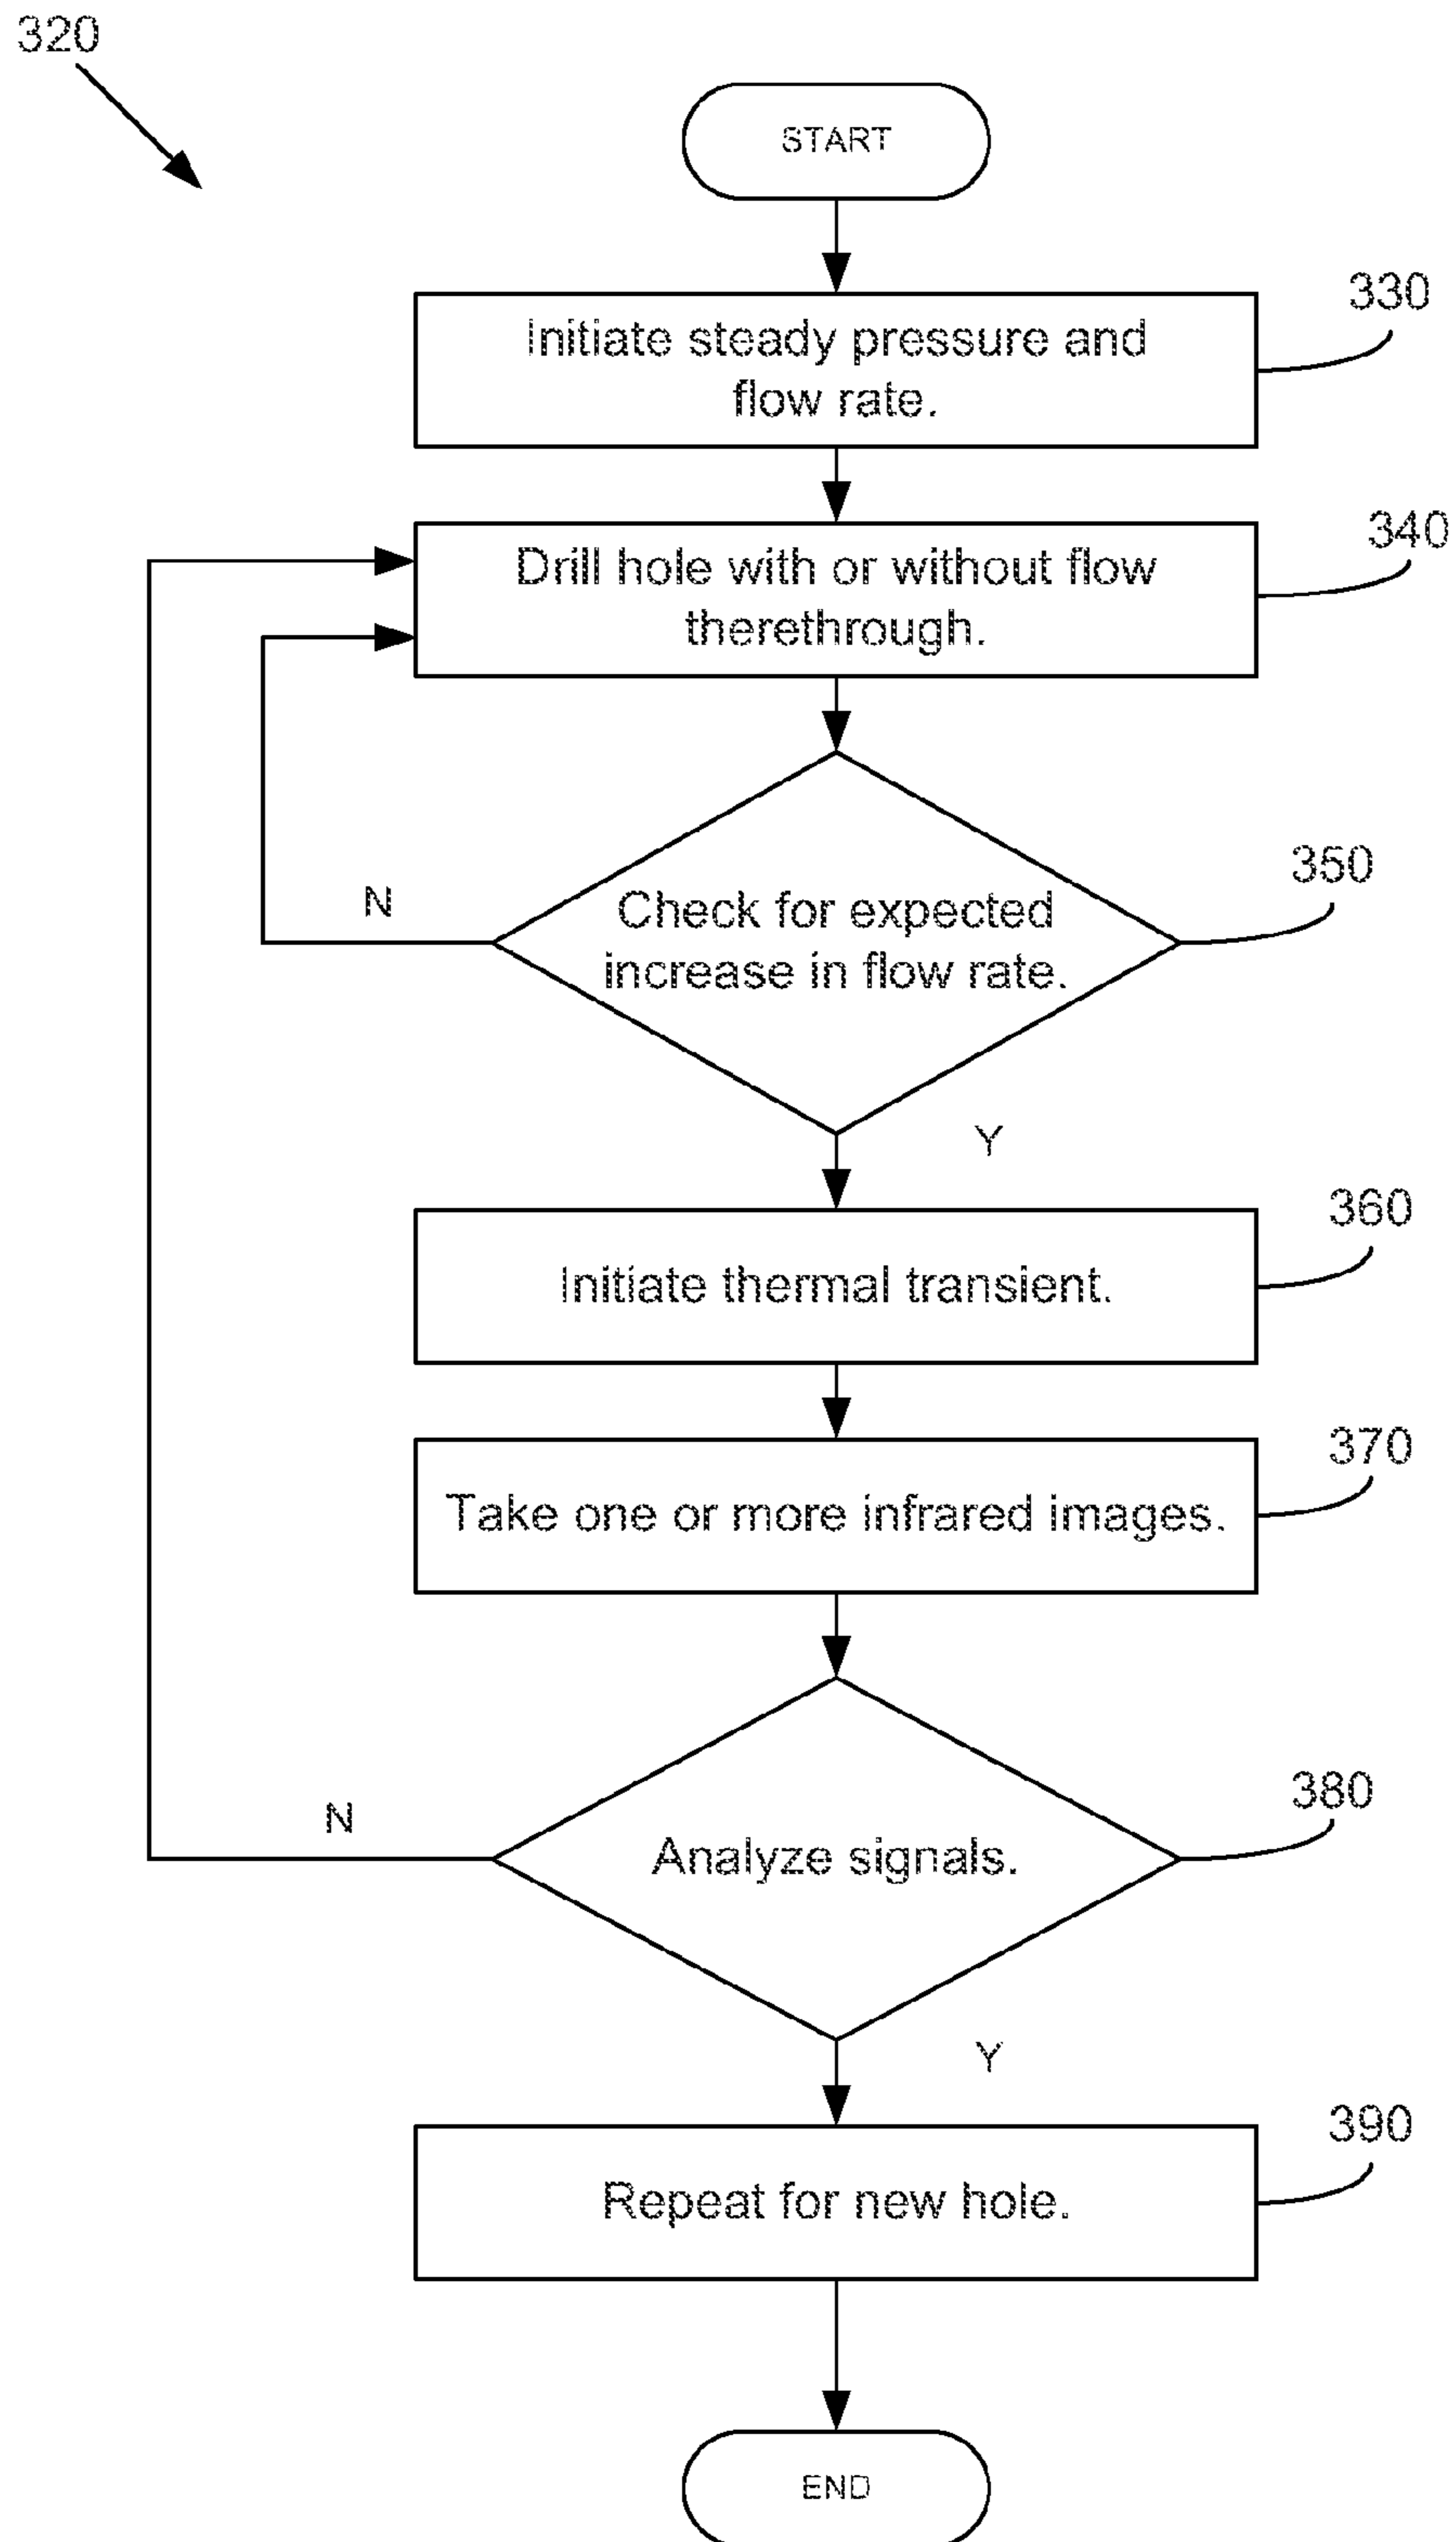 320
START
330
Initiate steady pressure and
flow rate.
340
Drill hole with or without flow
therethrough.
350
N
Check for expected
increase in flow rate.
Y
360
Initiate thermal transient.
370
Take one or more infrared images.
380
N
Analyze signals.
Y
390
Repeat for new hole.
END